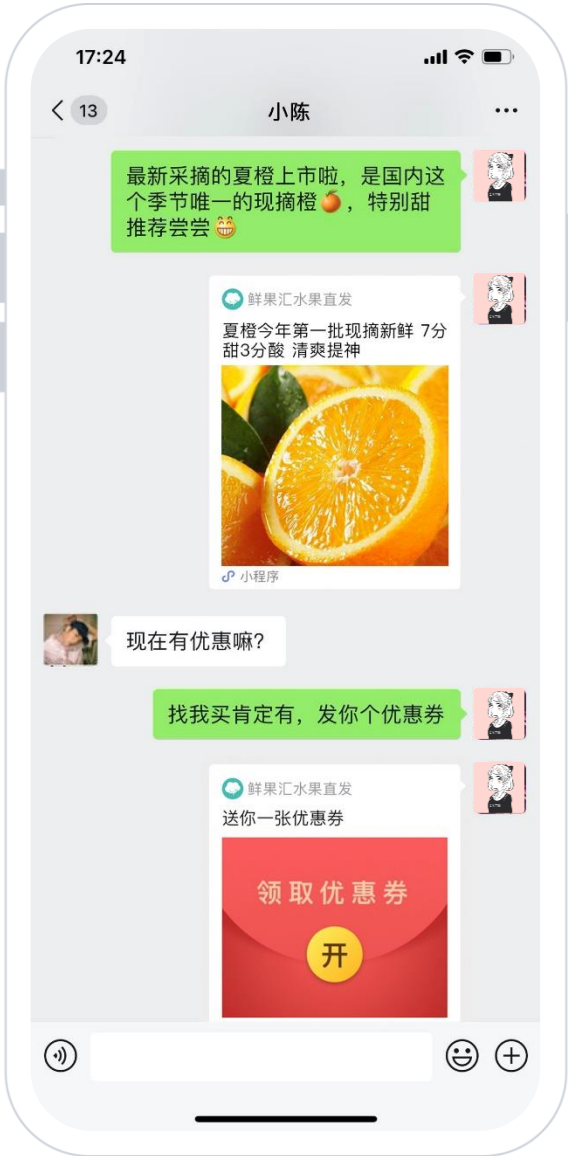 17:24
13
小陈
最新采摘的夏橙上市啦，是国内这
个季节唯一的现摘橙🍊，特别甜
推荐尝尝😁
鲜果汇水果直发
夏橙今年第一批现摘新鲜 7分
甜3分酸 清爽提神
小程序
现在有优惠嘛？
找我买肯定有，发你个优惠券
鲜果汇水果直发
送你一张优惠券
领取优惠券
开